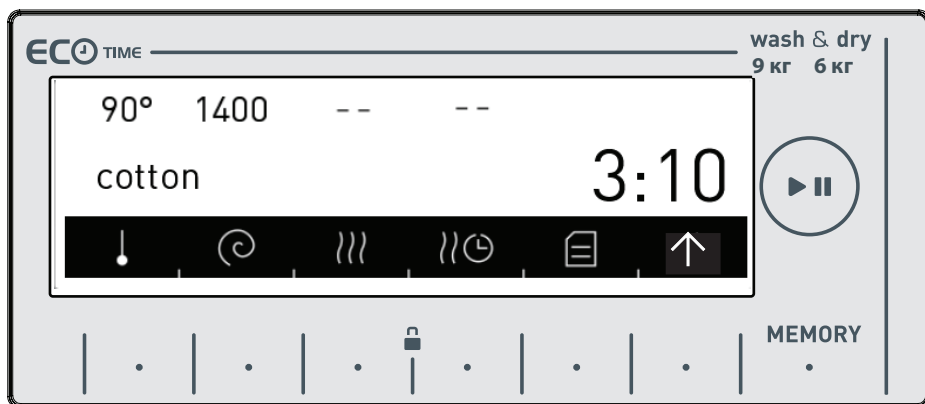 ECO TIME
wash & dry
9 кг 6 кг
90° 1400 -- --
cotton
3:10
MEMORY